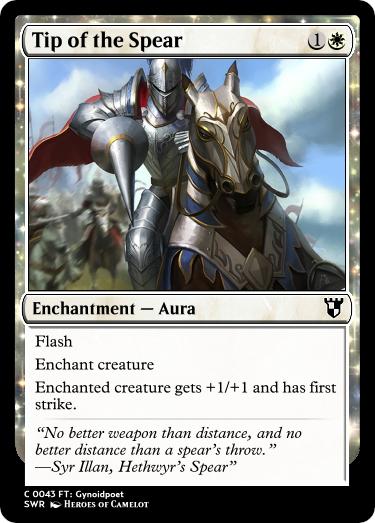 Tip of the Spear 1
Enchantment — Aura
Flash
Enchant creature
Enchanted creature gets +1/+1 and has first
strike.
“No better weapon than distance, and no
better distance than a spear’s throw.”
—Syr Illan, Hethwyr’s Spear”
C 0043 FT: Gynoidpoet
SWR Heroes of Camelot